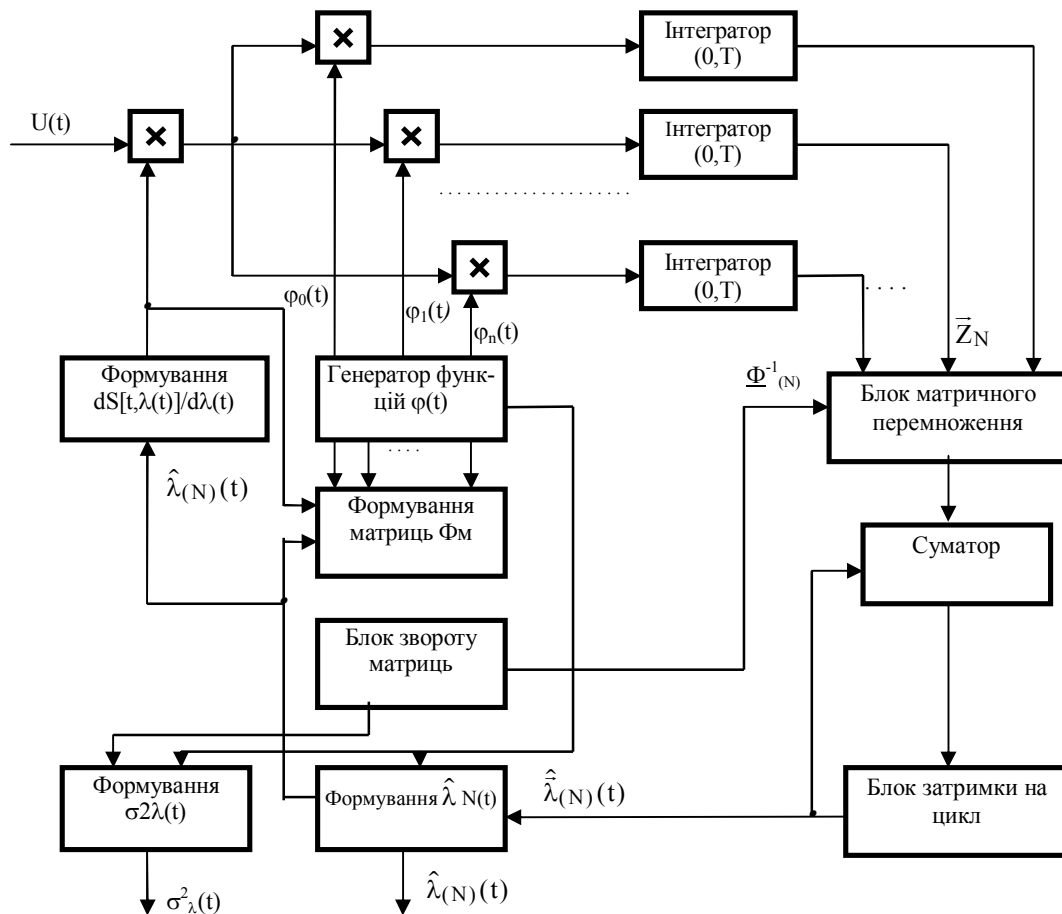 Інтегратор
(0,T)
U(t)
Інтегратор
(0,T)
. . . . . . . . . . . . . . . . . .
Інтегратор
(0,T)
. . . .
φ₀(t)
φ₁(t)
φₙ(t)
Z⃗N
Формування
dS[t,λ(t)]/dλ(t)
Генератор функ-
цій φ(t)
Φ⁻¹(N)
Блок матричного
перемноження
. . . .
λ̂(N)(t)
Формування
матриць Фм
Суматор
Блок звороту
матриць
Формування
σ2λ(t)
Формування λ̂ N(t)
λ⃗̂(N)(t)
Блок затримки на
цикл
σ²λ(t)
λ̂(N)(t)